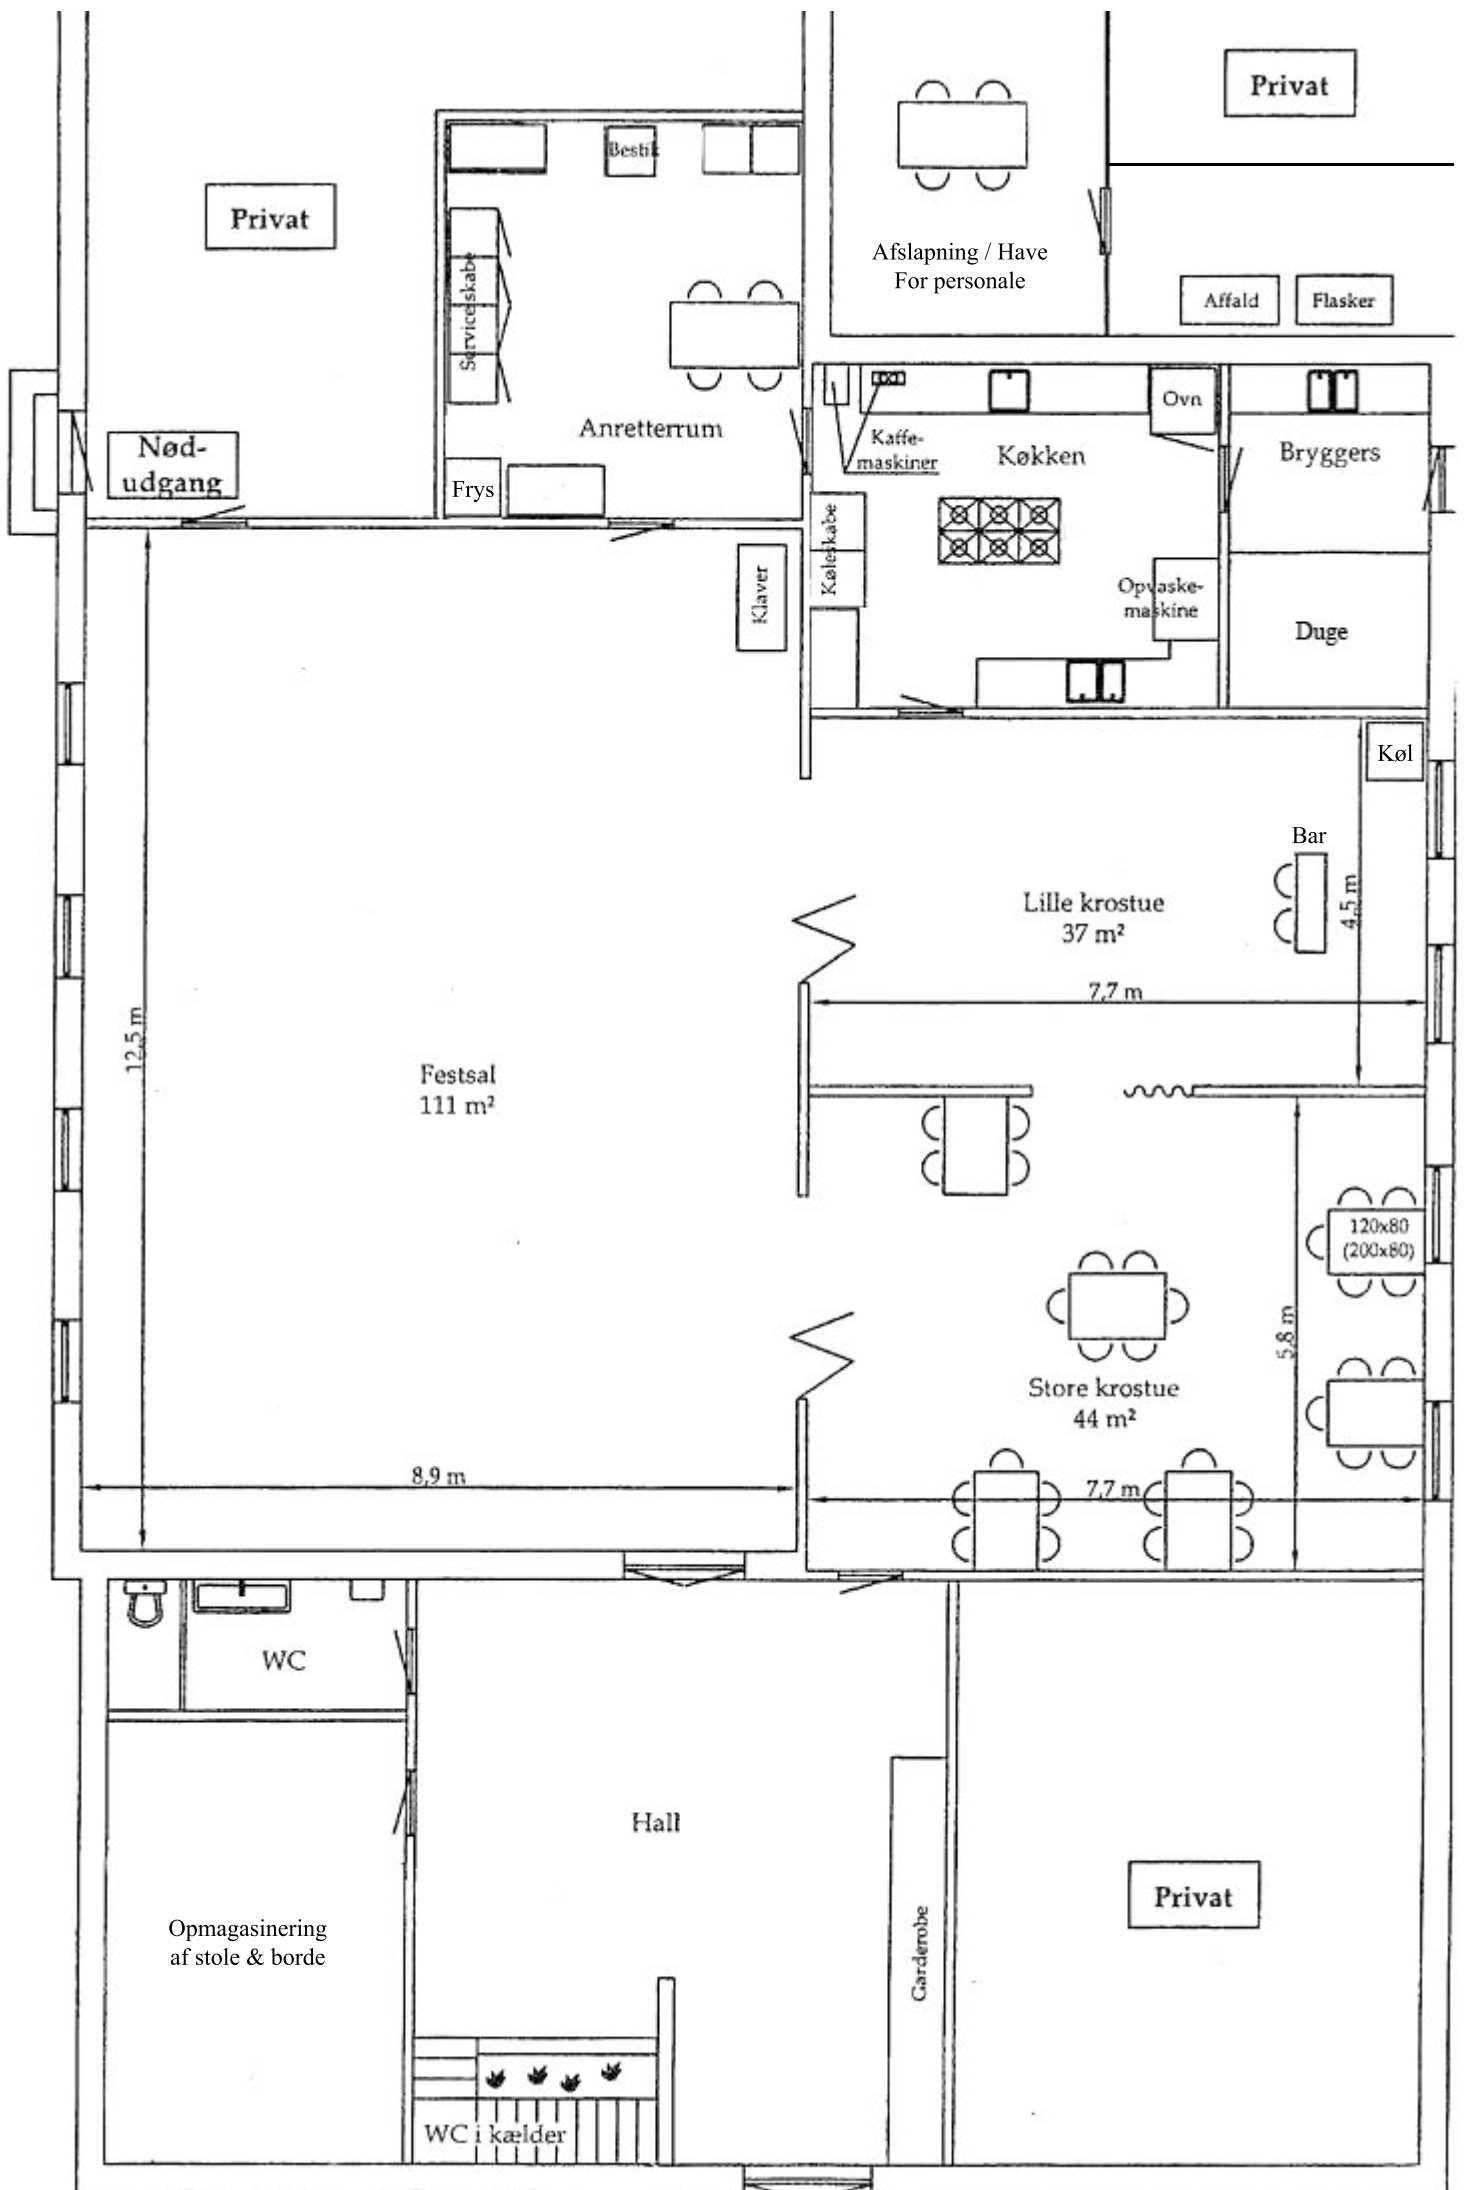 Privat
Bestik
Privat
Afslapning / Have
For personale
Serviceskabe
Affald
Flasker
Ovn
Nød-
udgang
Anretterrum
Kaffe-
maskiner
Køkken
Bryggers
Frys
Køleskabe
Klaver
Opvaske-
maskine
Duge
Køl
Bar
4,5 m
Lille krostue
37 m²
7,7 m
12,5 m
Festsal
111 m²
120x80
(200x80)
5,8 m
Store krostue
44 m²
8,9 m
7,7 m
WC
Hall
Privat
Garderobe
Opmagasinering
af stole & borde
WC i kælder